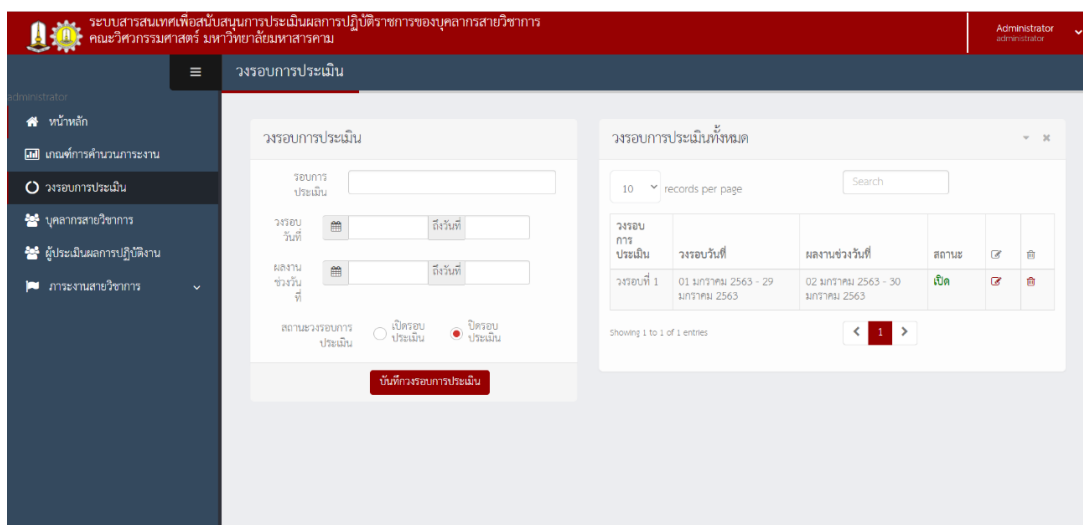 ระบบสารสนเทศเพื่อสนับสนุนการประเมินผลการปฏิบัติราชการของบุคลากรสายวิชาการ
คณะวิศวกรรมศาสตร์ มหาวิทยาลัยมหาสารคาม
Administrator
administrator
วงรอบการประเมิน
administrator
หน้าหลัก
เกณฑ์การคำนวนภาระงาน
วงรอบการประเมิน
บุคลากรสายวิชาการ
ผู้ประเมินผลการปฏิบัติงาน
ภาระงานสายวิชาการ
วงรอบการประเมิน
รอบการ
ประเมิน
วงรอบ
วันที่
ถึงวันที่
ผลงาน
ช่วงวัน
ที่
ถึงวันที่
สถานะวงรอบการ
ประเมิน
เปิดรอบ
ประเมิน
ปิดรอบ
ประเมิน
บันทึกวงรอบการประเมิน
วงรอบการประเมินทั้งหมด
10 records per page
Search
วงรอบ
การ
ประเมิน วงรอบวันที่ ผลงานช่วงวันที่ สถานะ
วงรอบที่ 1 01 มกราคม 2563 - 29 02 มกราคม 2563 - 30 เปิด
มกราคม 2563 มกราคม 2563
Showing 1 to 1 of 1 entries
1